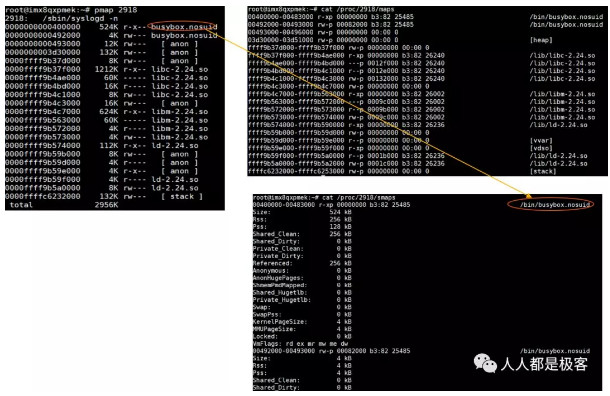 root@imx8qxpmek:~# pmap 2918
2918:   /sbin/syslogd -n
0000000000400000    524K r-x-- busybox.nosuid
0000000000492000      4K rw--- busybox.nosuid
0000000000493000     12K rw---   [ anon ]
0000000003d30000    132K rw---   [ anon ]
0000ffff9b37d000      8K rw---   [ anon ]
0000ffff9b37f000   1212K r-x-- libc-2.24.so
0000ffff9b4ae000     60K ----- libc-2.24.so
0000ffff9b4bd000     16K r---- libc-2.24.so
0000ffff9b4c1000      8K rw--- libc-2.24.so
0000ffff9b4c3000     16K rw---   [ anon ]
0000ffff9b4c7000    624K r-x-- libm-2.24.so
0000ffff9b563000     60K ----- libm-2.24.so
0000ffff9b572000      4K r---- libm-2.24.so
0000ffff9b573000      4K rw--- libm-2.24.so
0000ffff9b574000    112K r-x-- ld-2.24.so
0000ffff9b59b000      8K rw---   [ anon ]
0000ffff9b59d000      4K r----   [ anon ]
0000ffff9b59e000      4K r-x--   [ anon ]
0000ffff9b59f000      4K r---- ld-2.24.so
0000ffff9b5a0000      8K rw--- ld-2.24.so
0000ffffc6232000    132K rw---   [ stack ]
total             2956K
root@imx8qxpmek:~# cat /proc/2918/maps
00400000-00483000 r-xp 00000000 b3:82 25485 /bin/busybox.nosuid
00492000-00493000 rw-p 00082000 b3:82 25485 /bin/busybox.nosuid
00493000-00496000 rw-p 00000000 00:00 0
03d30000-03d51000 rw-p 00000000 00:00 0 [heap]
ffff9b37d000-ffff9b37f000 rw-p 00000000 00:00 0
ffff9b37f000-ffff9b4ae000 r-xp 00000000 b3:82 26240 /lib/libc-2.24.so
ffff9b4ae000-ffff9b4bd000 ---p 0012f000 b3:82 26240 /lib/libc-2.24.so
ffff9b4bd000-ffff9b4c1000 r--p 0012e000 b3:82 26240 /lib/libc-2.24.so
ffff9b4c1000-ffff9b4c3000 rw-p 00132000 b3:82 26240 /lib/libc-2.24.so
ffff9b4c3000-ffff9b4c7000 rw-p 00000000 00:00 0
ffff9b4c7000-ffff9b563000 r-xp 00000000 b3:82 26002 /lib/libm-2.24.so
ffff9b563000-ffff9b572000 ---p 0009c000 b3:82 26002 /lib/libm-2.24.so
ffff9b572000-ffff9b573000 r--p 0009b000 b3:82 26002 /lib/libm-2.24.so
ffff9b573000-ffff9b574000 rw-p 0009c000 b3:82 26002 /lib/libm-2.24.so
ffff9b574000-ffff9b590000 r-xp 00000000 b3:82 26236 /lib/ld-2.24.so
ffff9b59b000-ffff9b59d000 rw-p 00000000 00:00 0
ffff9b59d000-ffff9b59e000 r--p 00000000 00:00 0 [vvar]
ffff9b59e000-ffff9b59f000 r-xp 00000000 00:00 0 [vdso]
ffff9b59f000-ffff9b5a0000 r--p 0001b000 b3:82 26236 /lib/ld-2.24.so
ffff9b5a0000-ffff9b5a2000 rw-p 0001c000 b3:82 26236 /lib/ld-2.24.so
ffffc6232000-ffffc6253000 rw-p 00000000 00:00 0 [stack]
root@imx8qxpmek:~# cat /proc/2918/smaps
00400000-00483000 r-xp 00000000 b3:82 25485 /bin/busybox.nosuid
Size: 524 kB
Rss: 256 kB
Pss: 128 kB
Shared_Clean: 256 kB
Shared_Dirty: 0 kB
Private_Clean: 0 kB
Private_Dirty: 0 kB
Referenced: 256 kB
Anonymous: 0 kB
AnonHugePages: 0 kB
ShmemPmdMapped: 0 kB
Shared_Hugetlb: 0 kB
Private_Hugetlb: 0 kB
Swap: 0 kB
SwapPss: 0 kB
KernelPageSize: 4 kB
MMUPageSize: 4 kB
Locked: 0 kB
VmFlags: rd ex mr mw me dw
00492000-00493000 rw-p 00082000 b3:82 25485 /bin/busybox.nosuid
Size: 4 kB
Rss: 4 kB
Pss: 4 kB
Shared_Clean: 0 kB
Shared_Dirty: 0 kB
人人都是极客